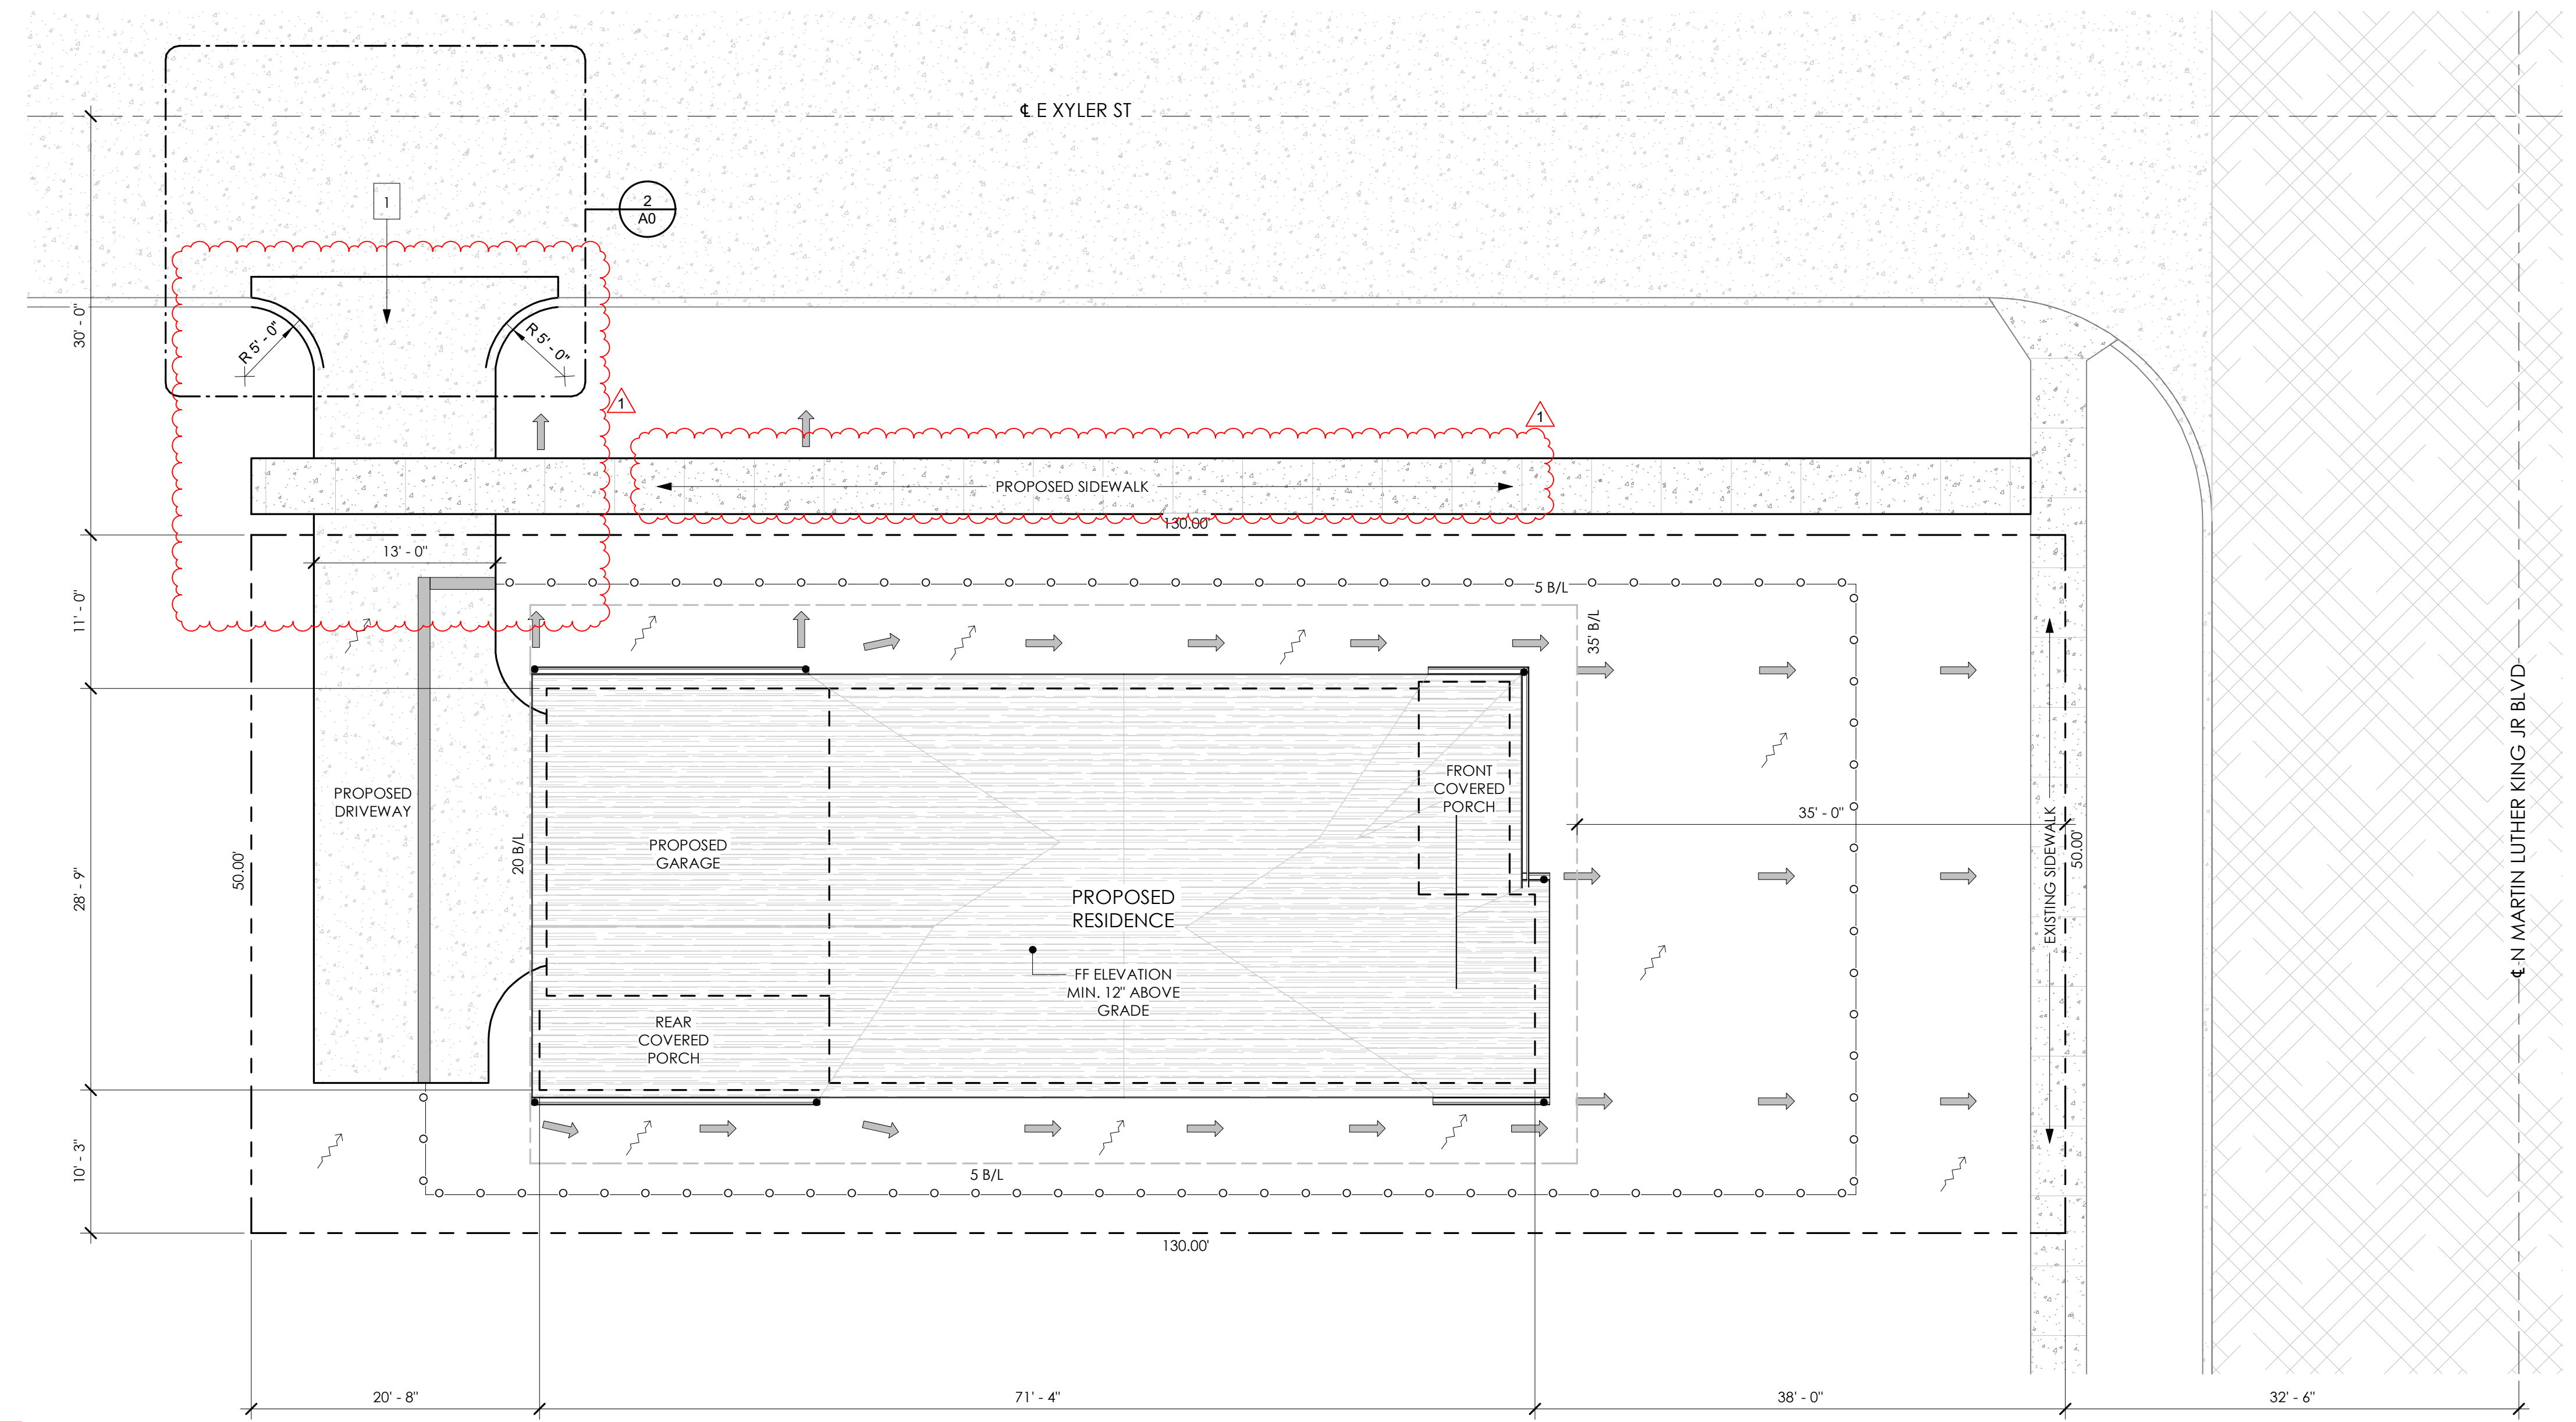 ℄ E XYLER ST
1
2
A0
30' - 0"
R 5' - 0"
R 5' - 0"
1
1
PROPOSED SIDEWALK
130.00'
13' - 0"
5 B/L
11' - 0"
35' B/L
PROPOSED
DRIVEWAY
FRONT
COVERED
PORCH
35' - 0"
20 B/L
PROPOSED
GARAGE
50.00'
28' - 9"
PROPOSED
RESIDENCE
EXISTING SIDEWALK
50.00'
℄ N MARTIN LUTHER KING JR BLVD
FF ELEVATION
MIN. 12" ABOVE
GRADE
REAR
COVERED
PORCH
10' - 3"
5 B/L
130.00'
20' - 8"
71' - 4"
38' - 0"
32' - 6"